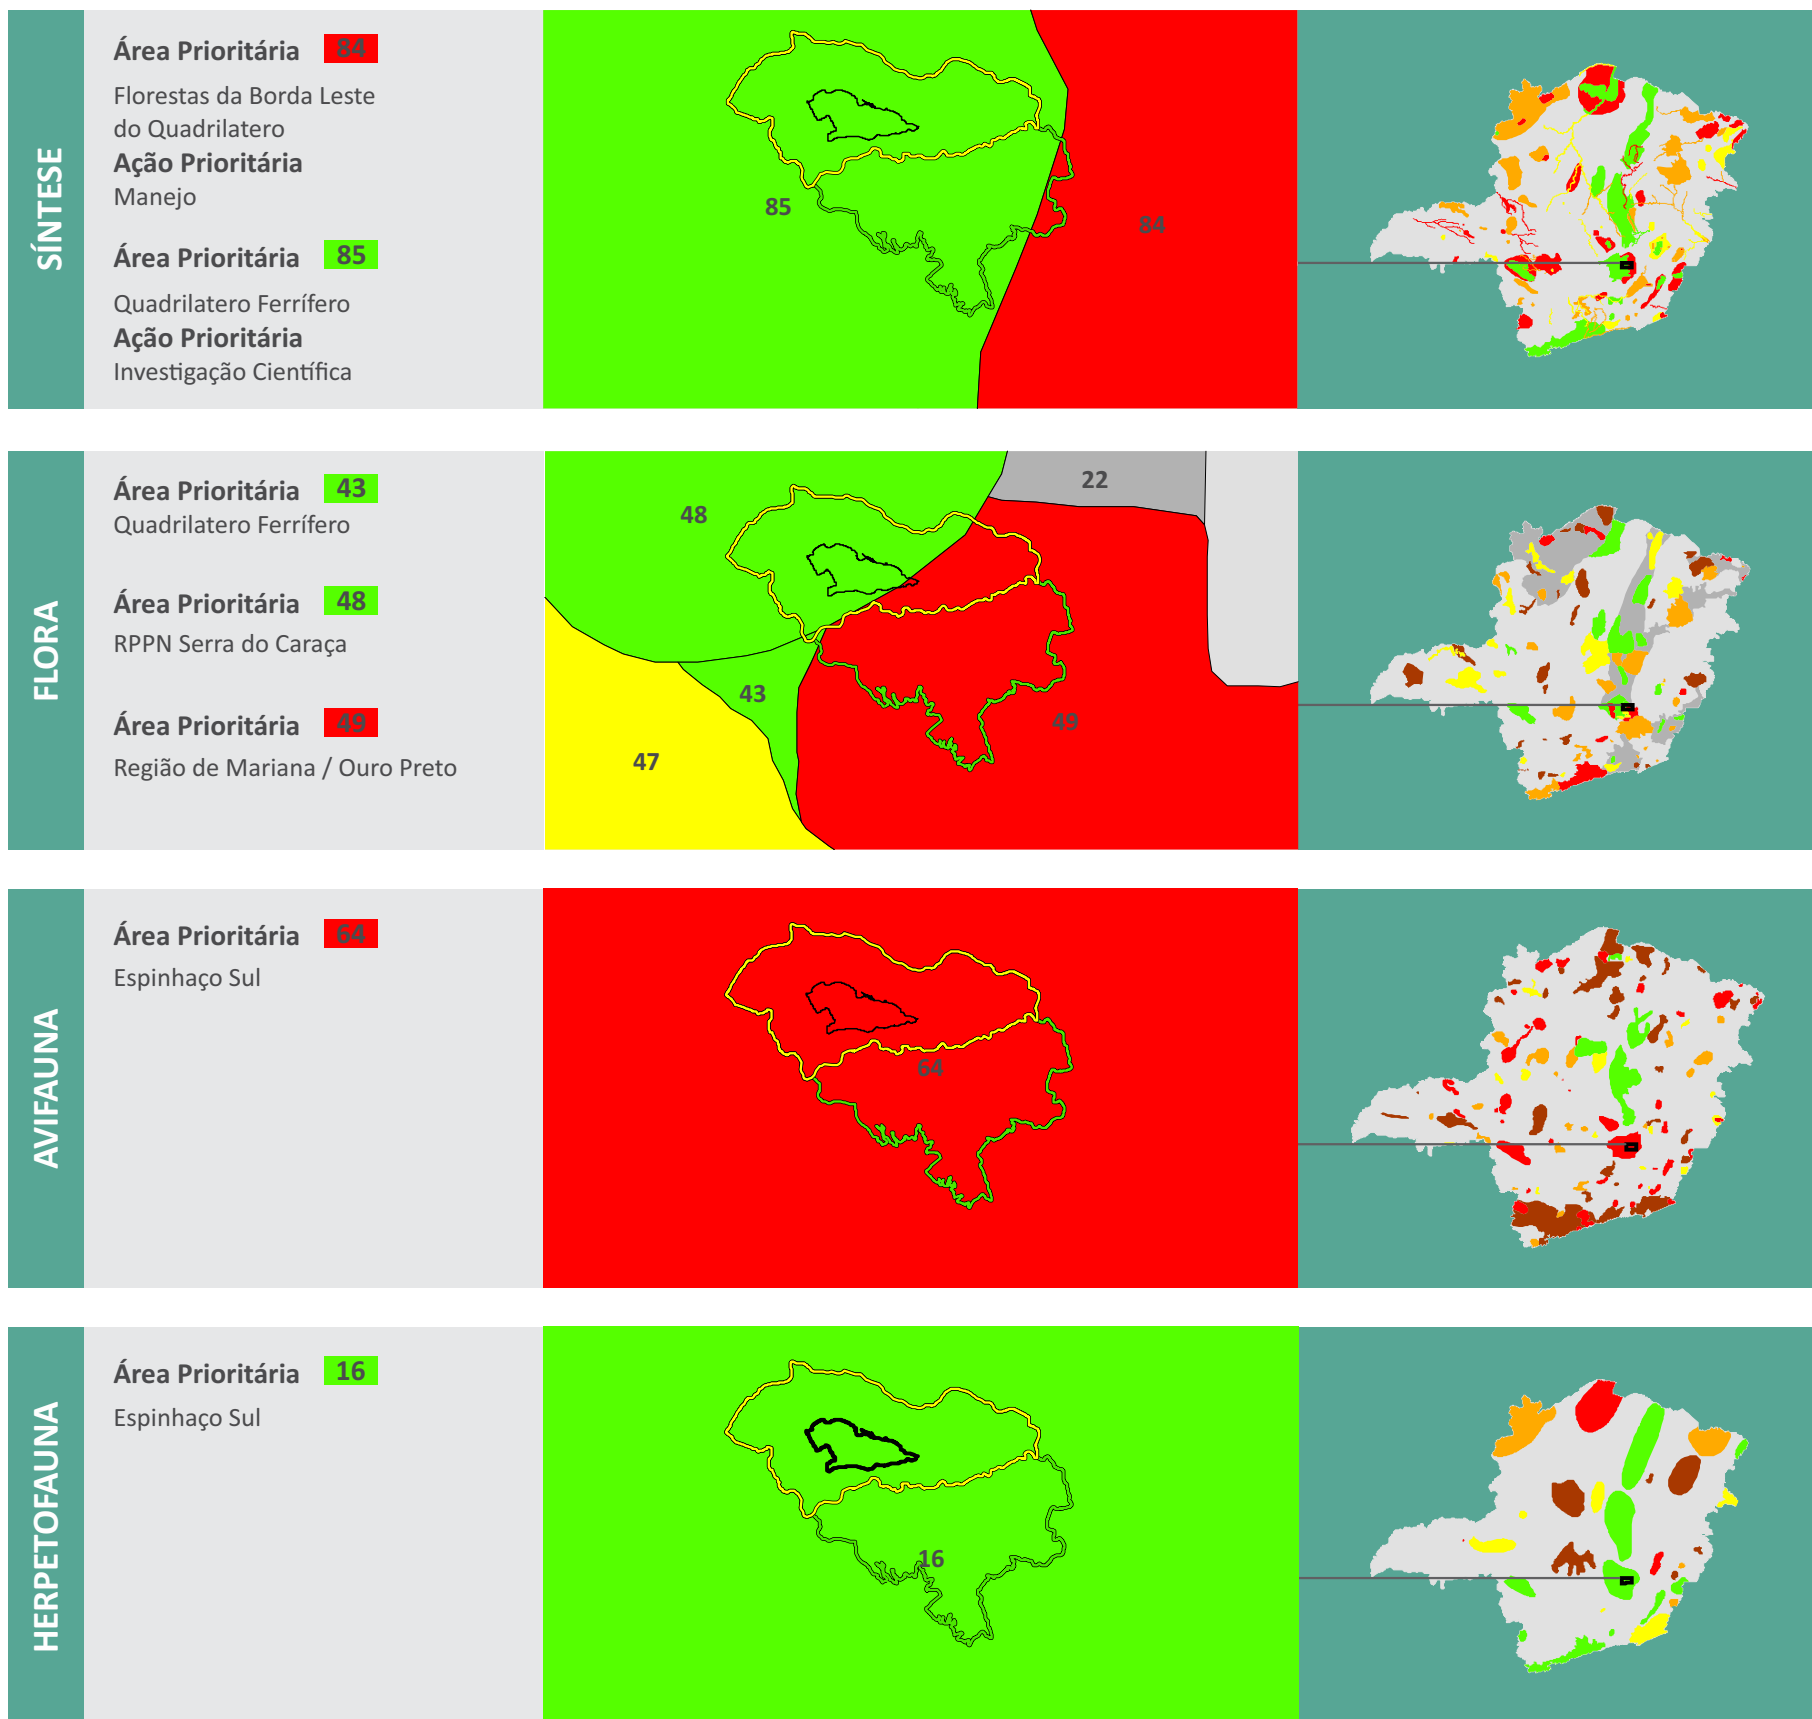 SÍNTESE
Área Prioritária 84
Florestas da Borda Leste
do Quadrilatero
Ação Prioritária
Manejo
Área Prioritária 85
Quadrilatero Ferrífero
Ação Prioritária
Investigação Científica
85
84
FLORA
Área Prioritária 43
Quadrilatero Ferrífero
Área Prioritária 48
RPPN Serra do Caraça
Área Prioritária 49
Região de Mariana / Ouro Preto
22
48
43
49
47
AVIFAUNA
Área Prioritária 64
Espinhaço Sul
64
HERPETOFAUNA
Área Prioritária 16
Espinhaço Sul
16